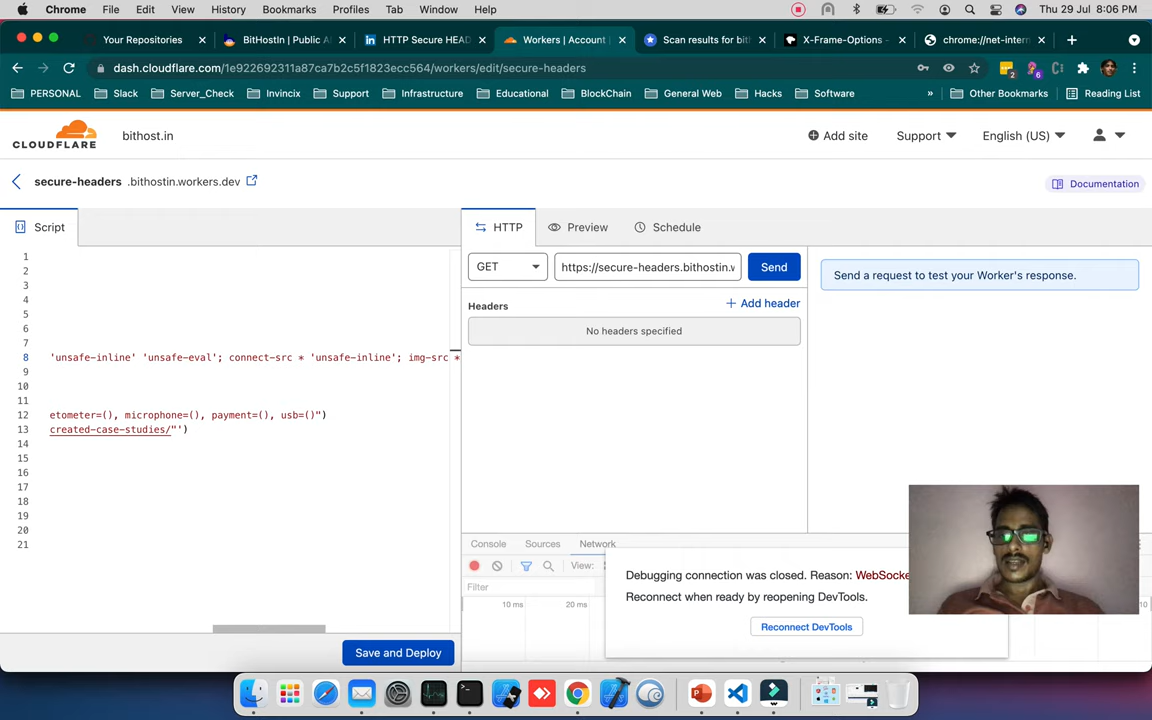 Chrome File Edit View History Bookmarks Profiles Tab Window Help Thu 29 Jul 8:06 PM
Your Repositories
BitHostIn | Public A
HTTP Secure HEAD
Workers | Account
Scan results for bith
X-Frame-Options -
chrome://net-intern
dash.cloudflare.com/1e922692311a87ca7b2c5f1823ecc564/workers/edit/secure-headers
2
6
PERSONAL Slack Server_Check Invincix Support Infrastructure Educational BlockChain General Web Hacks Software » Other Bookmarks Reading List
CLOUDFLARE
bithost.in
Add site
Support
English (US)
secure-headers .bithostin.workers.dev
Documentation
Script
HTTP
Preview
Schedule
1
2
3
4
5
6
7
8 'unsafe-inline' 'unsafe-eval'; connect-src * 'unsafe-inline'; img-src *
9
10
11
12 etometer=(), microphone=(), payment=(), usb=()")
13 created-case-studies/"')
14
15
16
17
18
19
20
21
GET
https://secure-headers.bithostin.w
Send
Headers
+ Add header
No headers specified
Send a request to test your Worker's response.
Console Sources Network
View:
Filter
10 ms 20 ms
10
Debugging connection was closed. Reason: WebSocke
Reconnect when ready by reopening DevTools.
Reconnect DevTools
Save and Deploy